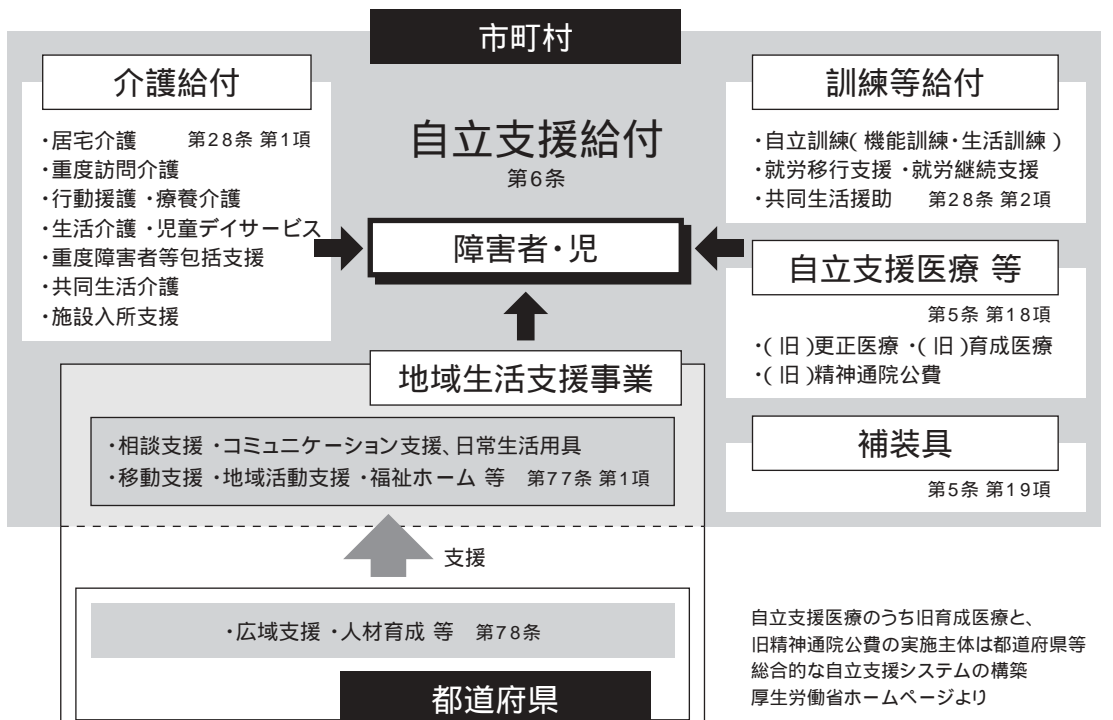 市町村
介護給付
・居宅介護 第28条 第1項
・重度訪問介護
・行動援護 ・療養介護
・生活介護 ・児童デイサービス
・重度障害者等包括支援
・共同生活介護
・施設入所支援
自立支援給付
第6条
障害者・児
訓練等給付
・自立訓練( 機能訓練・生活訓練 )
・就労移行支援 ・就労継続支援
・共同生活援助 第28条 第2項
自立支援医療 等
第5条 第18項
・( 旧 )更正医療 ・( 旧 )育成医療
・( 旧 )精神通院公費
補装具
第5条 第19項
地域生活支援事業
・相談支援 ・コミュニケーション支援、日常生活用具
・移動支援 ・地域活動支援 ・福祉ホーム 等 第77条 第1項
支援
・広域支援 ・人材育成 等 第78条
都道府県
自立支援医療のうち旧育成医療と、
旧精神通院公費の実施主体は都道府県等
総合的な自立支援システムの構築
厚生労働省ホームページより